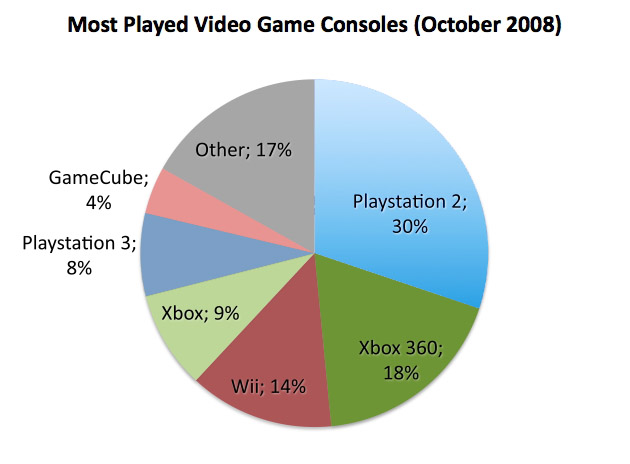 Most Played Video Game Consoles (October 2008)
Other; 17%
GameCube;
4%
Playstation 2;
30%
Playstation 3;
8%
Xbox; 9%
Xbox 360;
18%
Wii; 14%